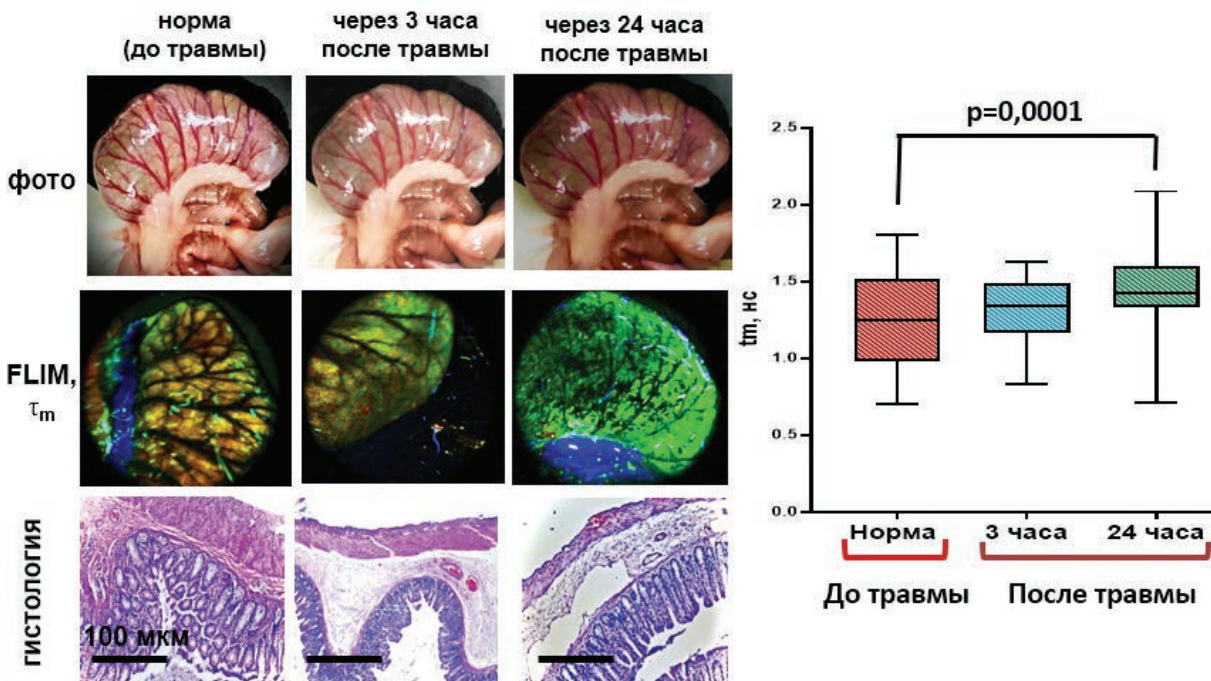 норма
(до травмы)
через 3 часа
после травмы
через 24 часа
после травмы
фото
FLIM,
τm
гистология
100 мкм
p=0,0001
2.5
2.0
1.5
1.0
0.5
0.0
tm, нс
Норма
3 часа
24 часа
До травмы
После травмы